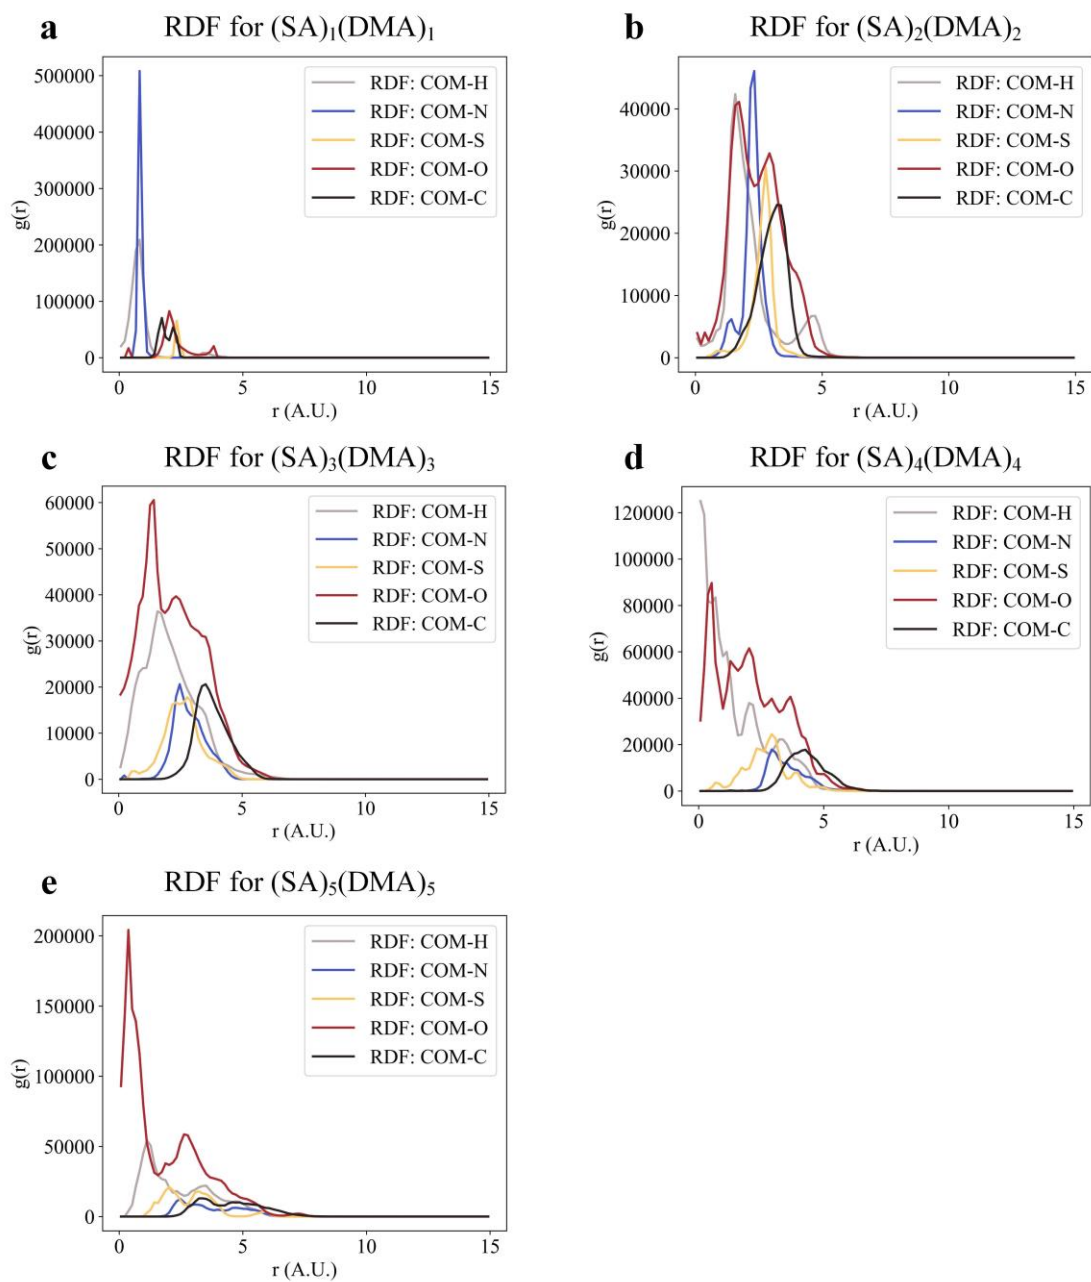 a RDF for (SA)₁(DMA)₁
500000
400000
300000
200000
100000
0
g(r)
0 5 10 15
r (A.U.)
RDF: COM-H
RDF: COM-N
RDF: COM-S
RDF: COM-O
RDF: COM-C
b RDF for (SA)₂(DMA)₂
40000
30000
20000
10000
0
g(r)
0 5 10 15
r (A.U.)
RDF: COM-H
RDF: COM-N
RDF: COM-S
RDF: COM-O
RDF: COM-C
c RDF for (SA)₃(DMA)₃
60000
50000
40000
30000
20000
10000
0
g(r)
0 5 10 15
r (A.U.)
RDF: COM-H
RDF: COM-N
RDF: COM-S
RDF: COM-O
RDF: COM-C
d RDF for (SA)₄(DMA)₄
120000
100000
80000
60000
40000
20000
0
g(r)
0 5 10 15
r (A.U.)
RDF: COM-H
RDF: COM-N
RDF: COM-S
RDF: COM-O
RDF: COM-C
e RDF for (SA)₅(DMA)₅
200000
150000
100000
50000
0
g(r)
0 5 10 15
r (A.U.)
RDF: COM-H
RDF: COM-N
RDF: COM-S
RDF: COM-O
RDF: COM-C